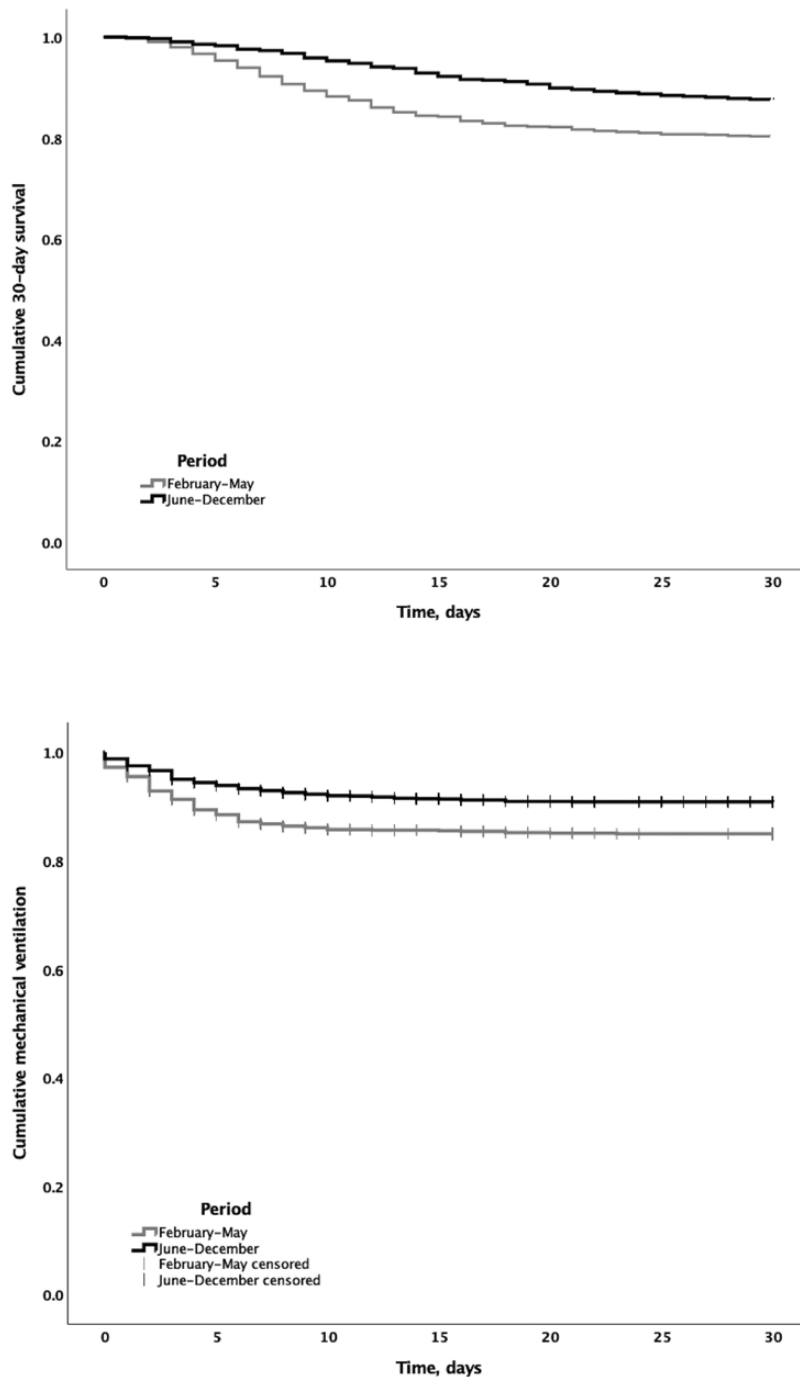 1.0
0.8
0.6
0.4
0.2
0.0
Cumulative 30-day survival
Period
February-May
June-December
0 5 10 15 20 25 30
Time, days
1.0
0.8
0.6
0.4
0.2
0.0
Cumulative mechanical ventilation
Period
February-May
June-December
February-May censored
June-December censored
0 5 10 15 20 25 30
Time, days